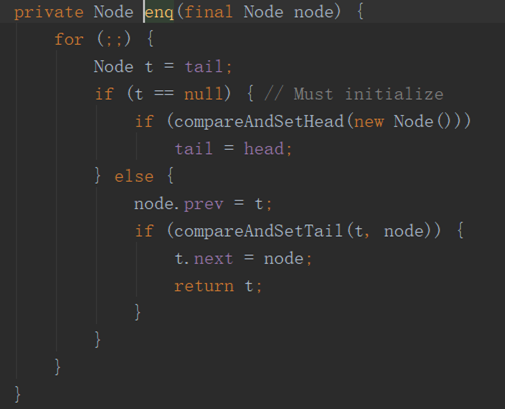 private Node enq(final Node node) {
    for (;;) {
        Node t = tail;
        if (t == null) { // Must initialize
            if (compareAndSetHead(new Node()))
                tail = head;
        } else {
            node.prev = t;
            if (compareAndSetTail(t, node)) {
                t.next = node;
                return t;
            }
        }
    }
}